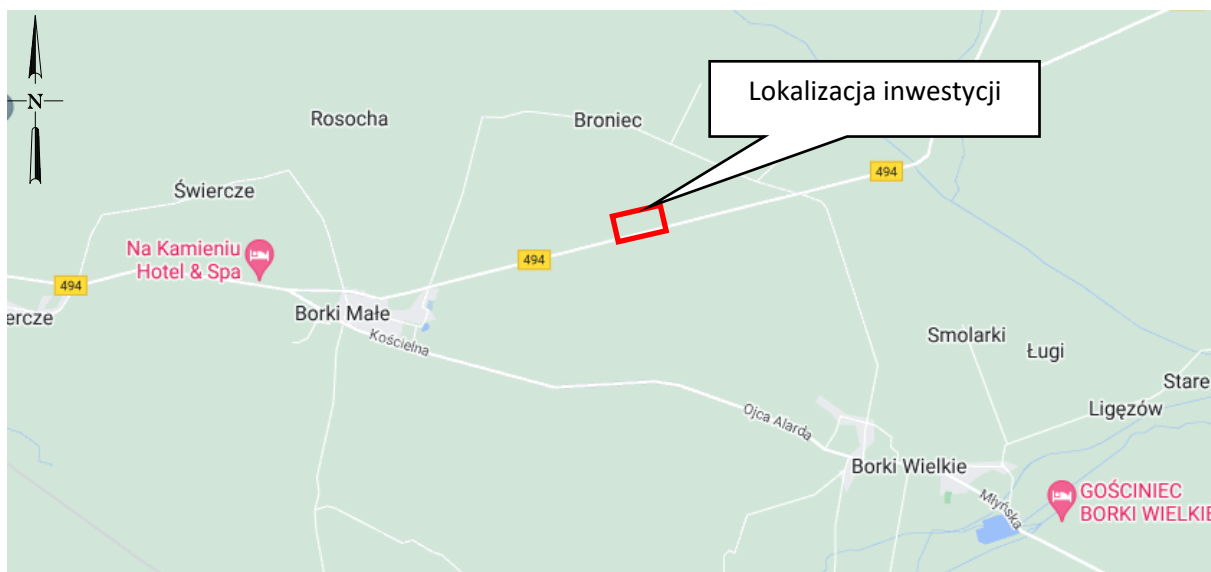 Lokalizacja inwestycji
N
Rosocha
Broniec
494
Świercze
Na Kamieniu
Hotel & Spa
494
494
ercze
Borki Małe
Kościelna
Smolarki
Ługi
Stare
Ligęzów
Ojca Alarda
Borki Wielkie
Młyńska
GOŚCINIEC
BORKI WIELKIE